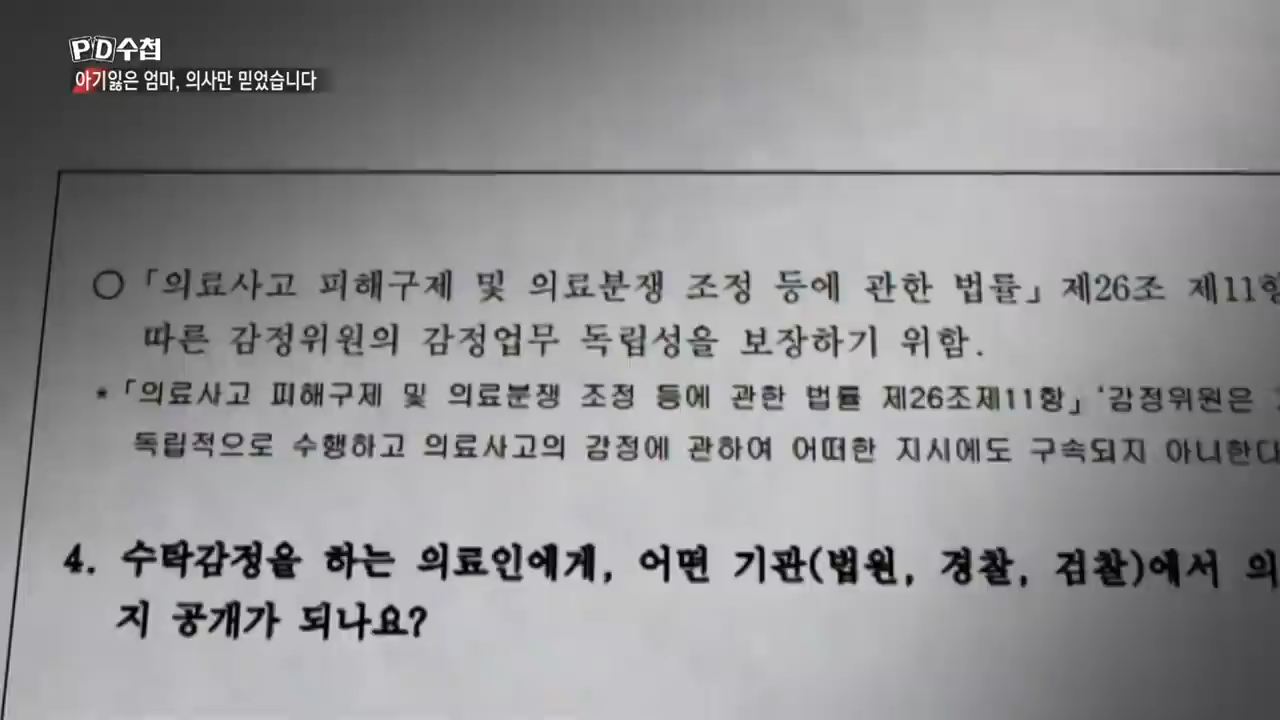 PD수첩
아기잃은 엄마, 의사만 믿었습니다
○ 「의료사고 피해구제 및 의료분쟁 조정 등에 관한 법률」 제26조 제11항
따른 감정위원의 감정업무 독립성을 보장하기 위함.
* 「의료사고 피해구제 및 의료분쟁 조정 등에 관한 법률 제26조제11항」 ‘감정위원은
독립적으로 수행하고 의료사고의 감정에 관하여 어떠한 지시에도 구속되지 아니한다
4. 수탁감정을 하는 의료인에게, 어떤 기관(법원, 경찰, 검찰)에서 의
지 공개가 되나요?